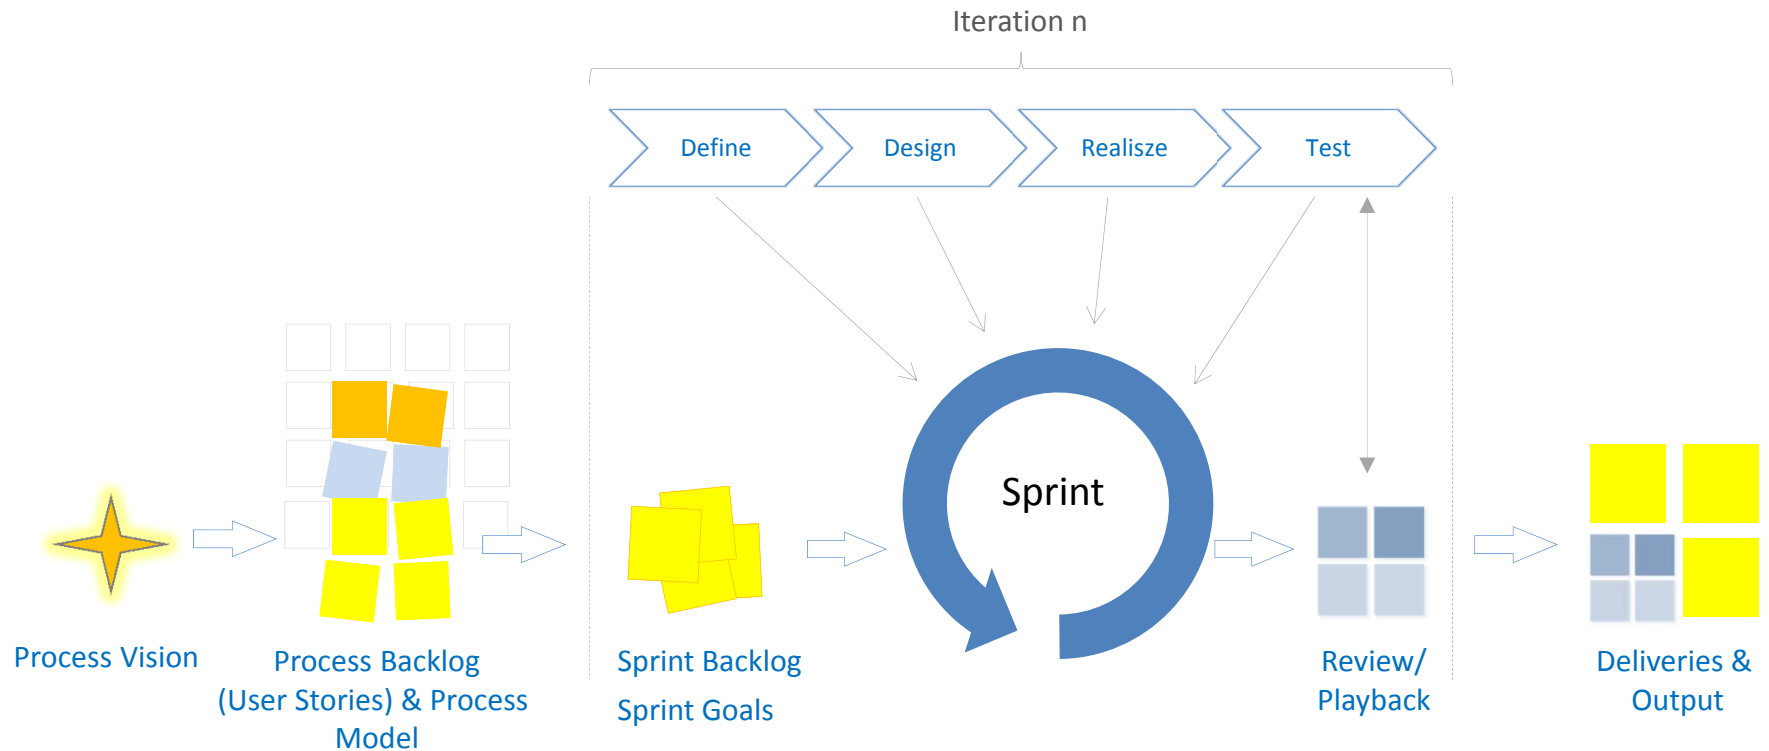 Iteration n
Define
Design
Realisze
Test
Sprint
Process Vision
Process Backlog
(User Stories) & Process
Model
Sprint Backlog
Sprint Goals
Review/
Playback
Deliveries &
Output